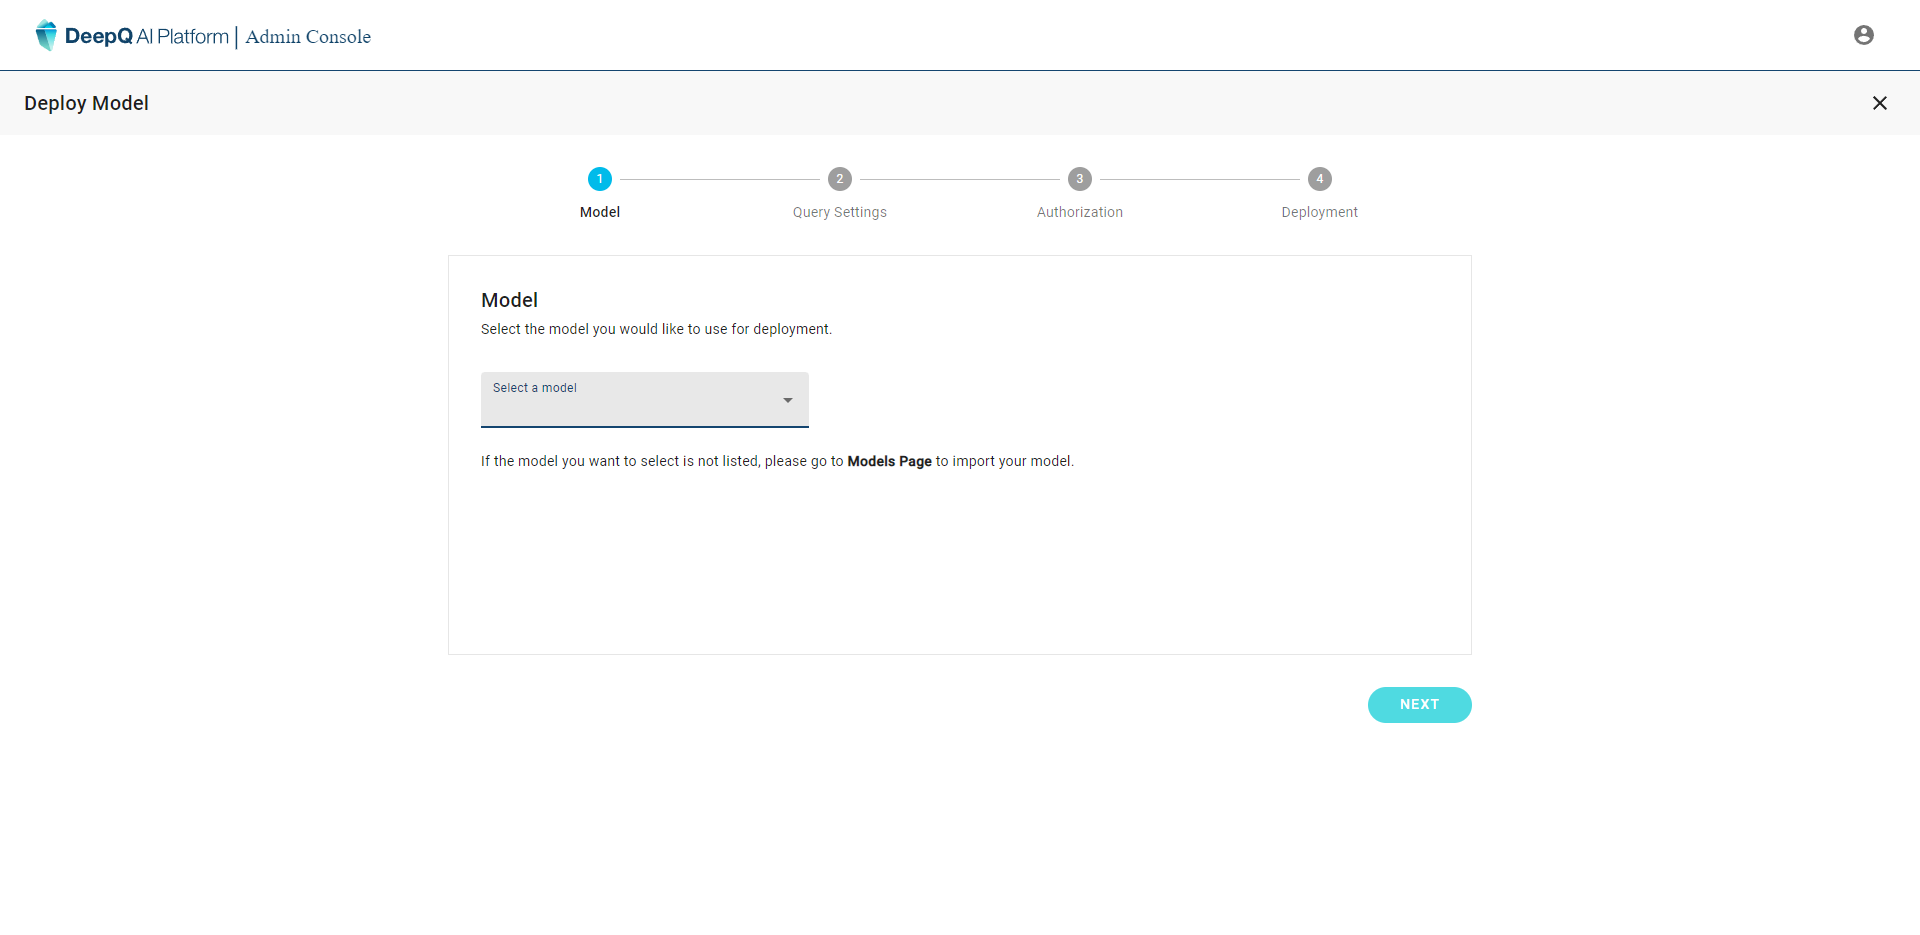 DeepQ AI Platform | Admin Console
Deploy Model
1 2 3 4
Model Query Settings Authorization Deployment
Model
Select the model you would like to use for deployment.
Select a model
If the model you want to select is not listed, please go to Models Page to import your model.
NEXT